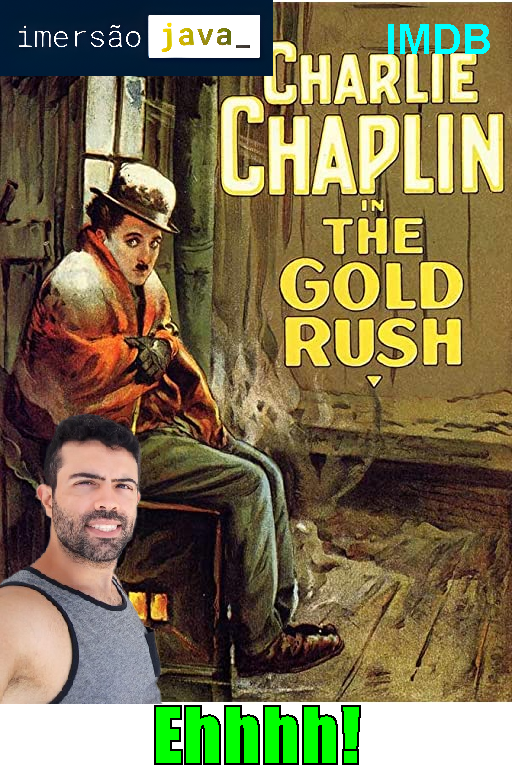 imersão java_
IMDB
CHARLIE
CHAPLIN
IN
THE
GOLD
RUSH
Ehhhh!